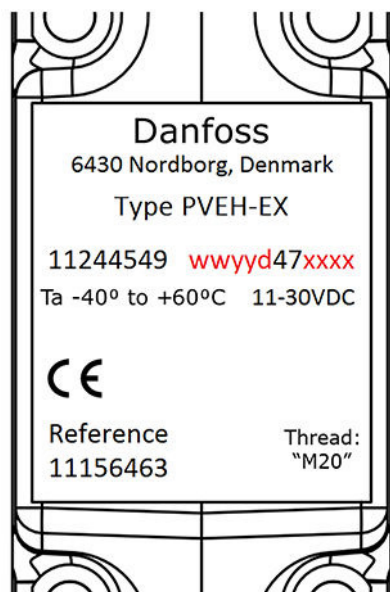 Danfoss
6430 Nordborg, Denmark
Type PVEH-EX
11244549 wwyyd47xxxx
Ta -40º to +60ºC 11-30VDC
CE
Reference
11156463
Thread:
"M20"